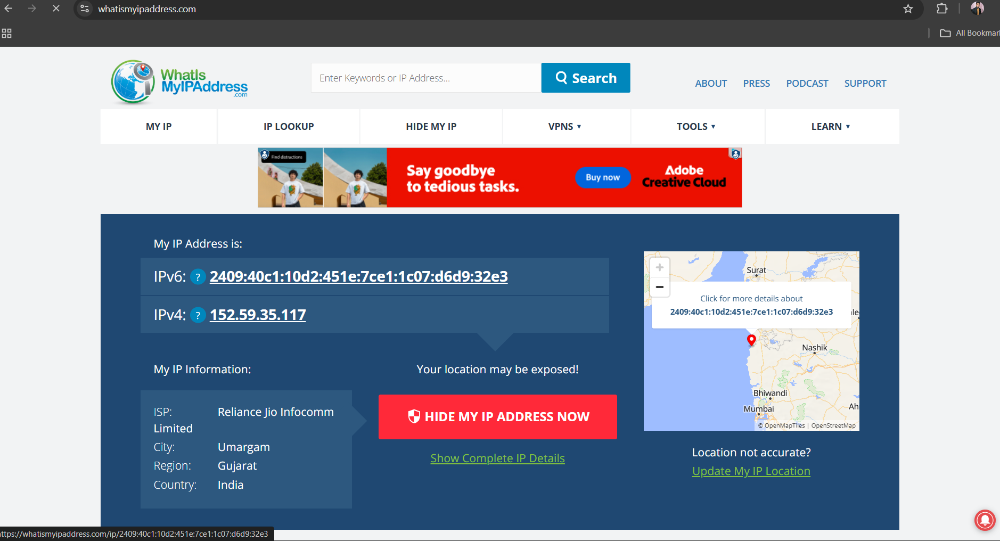 whatismyipaddress.com
All Bookmar
WhatIs
MyIPAddress
.com
Enter Keywords or IP Address...
Search
ABOUT PRESS PODCAST SUPPORT
MY IP IP LOOKUP HIDE MY IP VPNS ▾ TOOLS ▾ LEARN ▾
Find distractions
Say goodbye
to tedious tasks.
Buy now
Adobe
Creative Cloud
My IP Address is:
IPv6: ? 2409:40c1:10d2:451e:7ce1:1c07:d6d9:32e3
IPv4: ? 152.59.35.117
My IP Information:
ISP: Reliance Jio Infocomm
Limited
City: Umargam
Region: Gujarat
Country: India
Your location may be exposed!
HIDE MY IP ADDRESS NOW
Show Complete IP Details
+
−
Surat
Click for more details about
2409:40c1:10d2:451e:7ce1:1c07:d6d9:32e3
ale
Nashik
Bhiwandi
Mumbai
Ah
© OpenMapTiles | OpenStreetMap
Location not accurate?
Update My IP Location
ttps://whatismyipaddress.com/ip/2409:40c1:10d2:451e:7ce1:1c07:d6d9:32e3